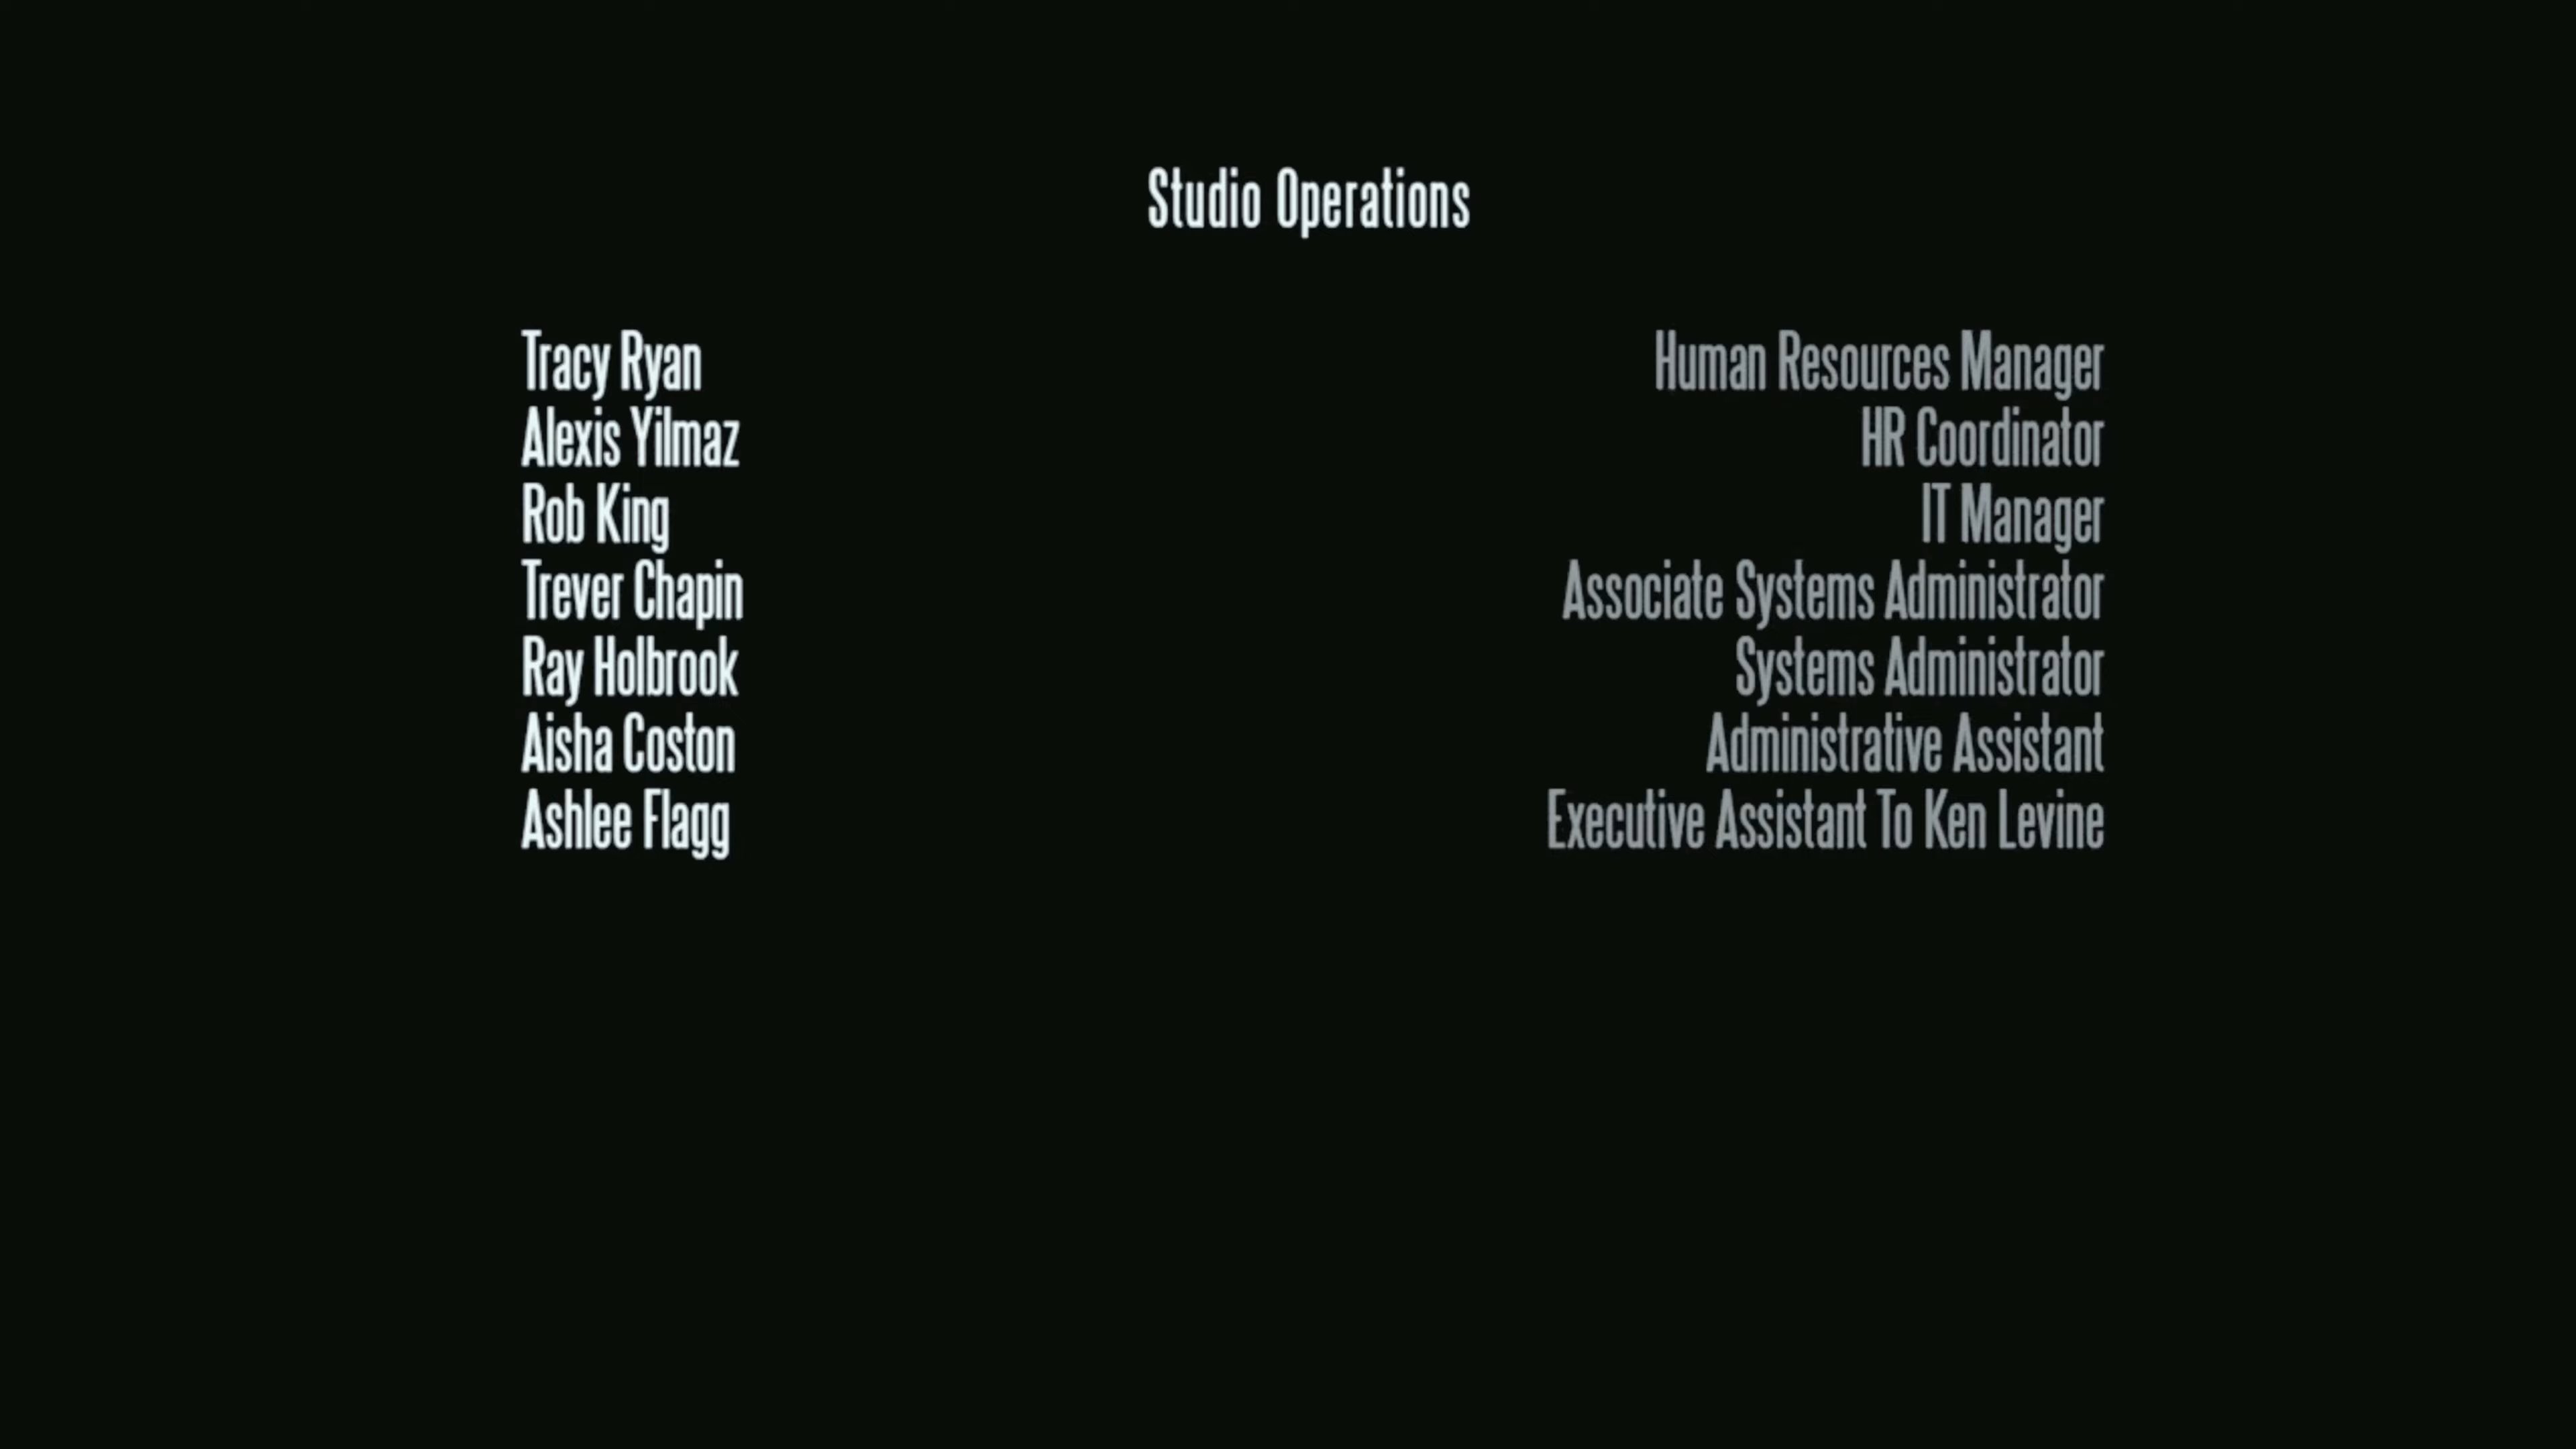 Studio Operations
Tracy Ryan Human Resources Manager
Alexis Yilmaz HR Coordinator
Rob King IT Manager
Trever Chapin Associate Systems Administrator
Ray Holbrook Systems Administrator
Aisha Coston Administrative Assistant
Ashlee Flagg Executive Assistant To Ken Levine